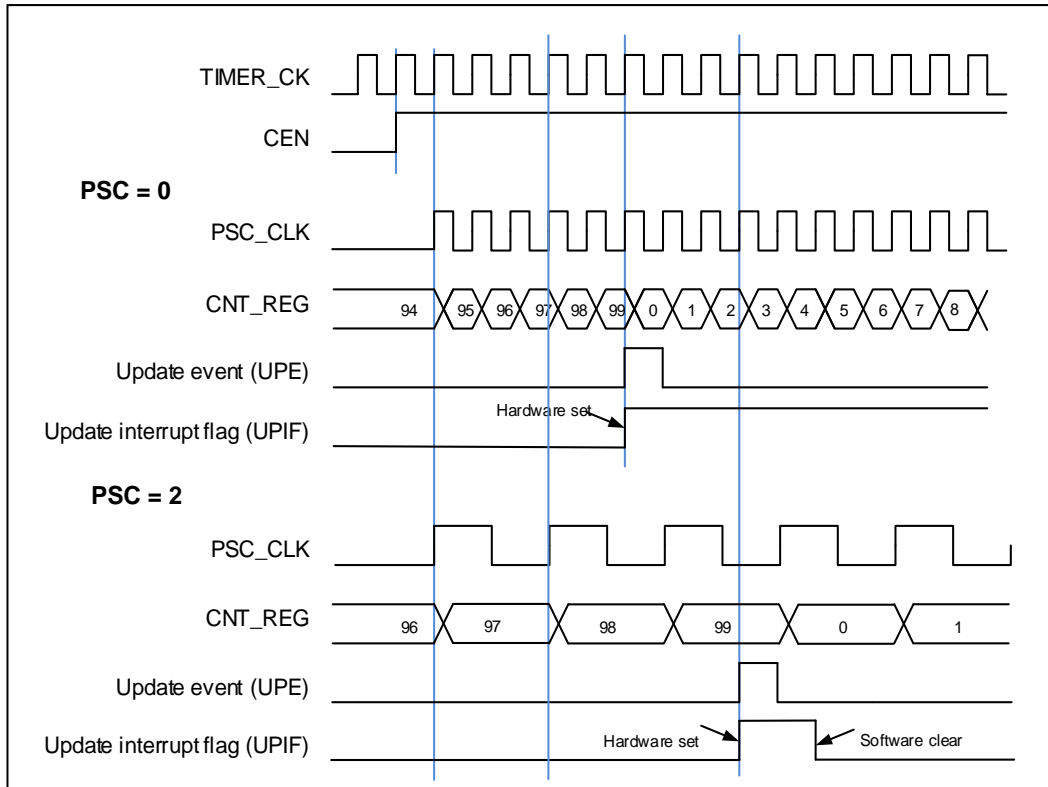 TIMER_CK
CEN
PSC = 0
PSC_CLK
CNT_REG 94 95 96 97 98 99 0 1 2 3 4 5 6 7 8
Update event (UPE)
Hardware set
Update interrupt flag (UPIF)
PSC = 2
PSC_CLK
CNT_REG 96 97 98 99 0 1
Update event (UPE)
Update interrupt flag (UPIF) Hardware set Software clear